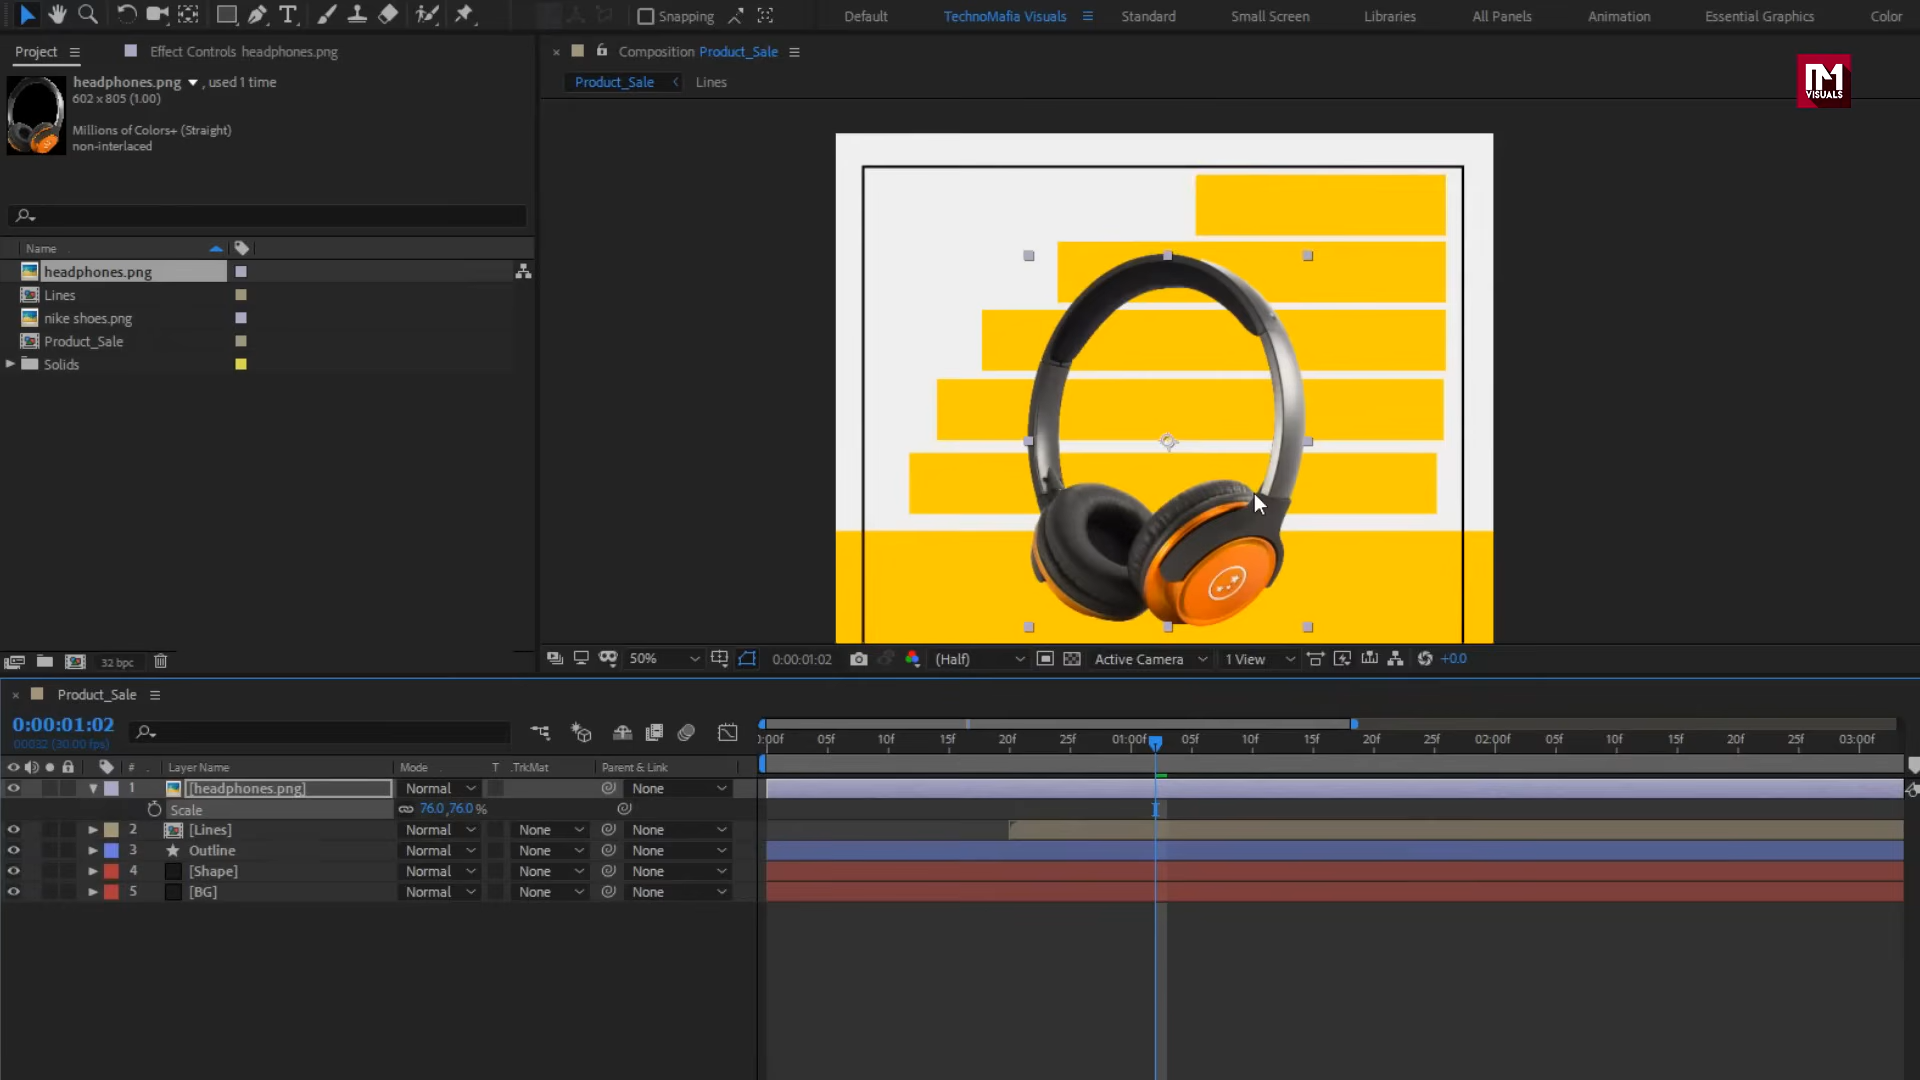 Snapping
Default
TechnoMafia Visuals
Standard
Small Screen
Libraries
All Panels
Animation
Essential Graphics
Color
Project
Effect Controls headphones.png
Composition Product_Sale
headphones.png , used 1 time
602 x 805 (1.00)
Millions of Colors+ (Straight)
non-interlaced
Product_Sale
Lines
VISUALS
Name
headphones.png
Lines
nike shoes.png
Product_Sale
Solids
32 bpc
50%
0:00:01:02
(Half)
Active Camera
1 View
+0.0
Product_Sale
0:00:01:02
00032 (30.00 fps)
:00f 05f 10f 15f 20f 25f 01:00f 05f 10f 15f 20f 25f 02:00f 05f 10f 15f 20f 25f 03:00f
# Layer Name Mode T .TrkMat Parent & Link
1 [headphones.png] Normal None
Scale 76.0,76.0 %
2 [Lines] Normal None None
3 Outline Normal None None
4 [Shape] Normal None None
5 [BG] Normal None None